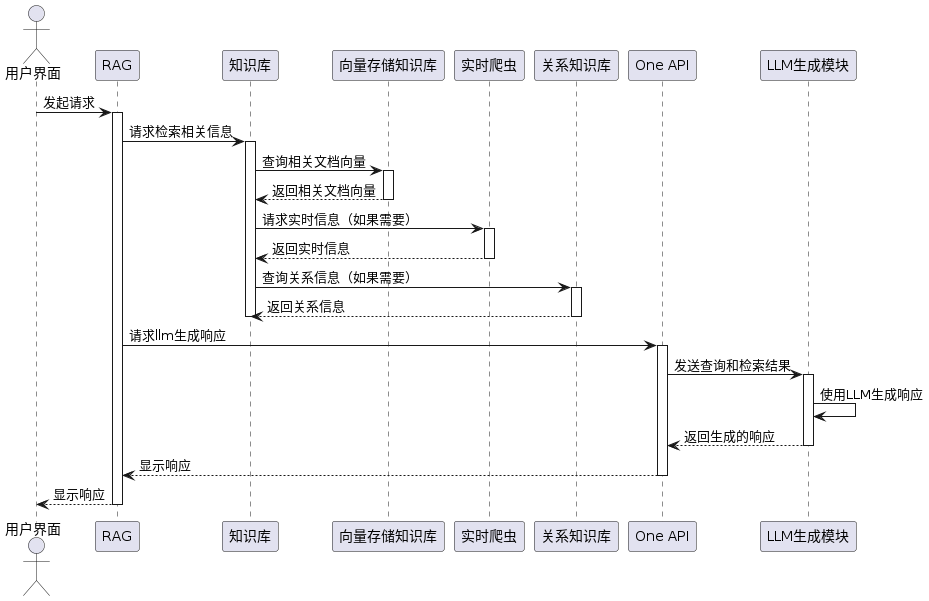 用户界面
RAG
知识库
向量存储知识库
实时爬虫
关系知识库
One API
LLM生成模块
发起请求
请求检索相关信息
查询相关文档向量
返回相关文档向量
请求实时信息（如果需要）
返回实时信息
查询关系信息（如果需要）
返回关系信息
请求llm生成响应
发送查询和检索结果
使用LLM生成响应
返回生成的响应
显示响应
显示响应
用户界面
RAG
知识库
向量存储知识库
实时爬虫
关系知识库
One API
LLM生成模块